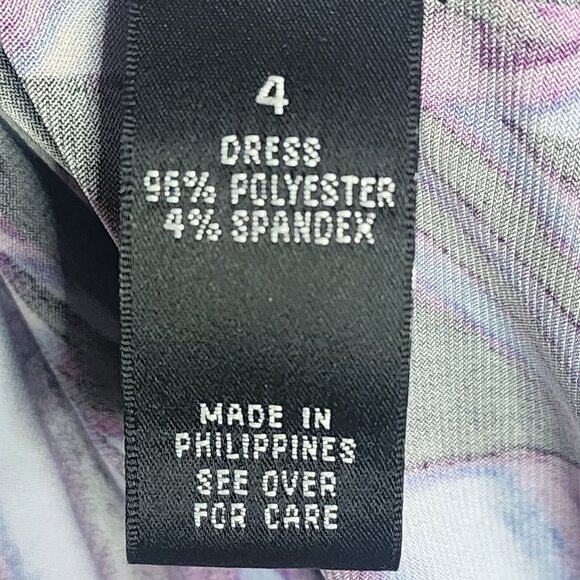 4
DRESS
96% POLYESTER
4% SPANDEX
MADE IN
PHILIPPINES
SEE OVER
FOR CARE